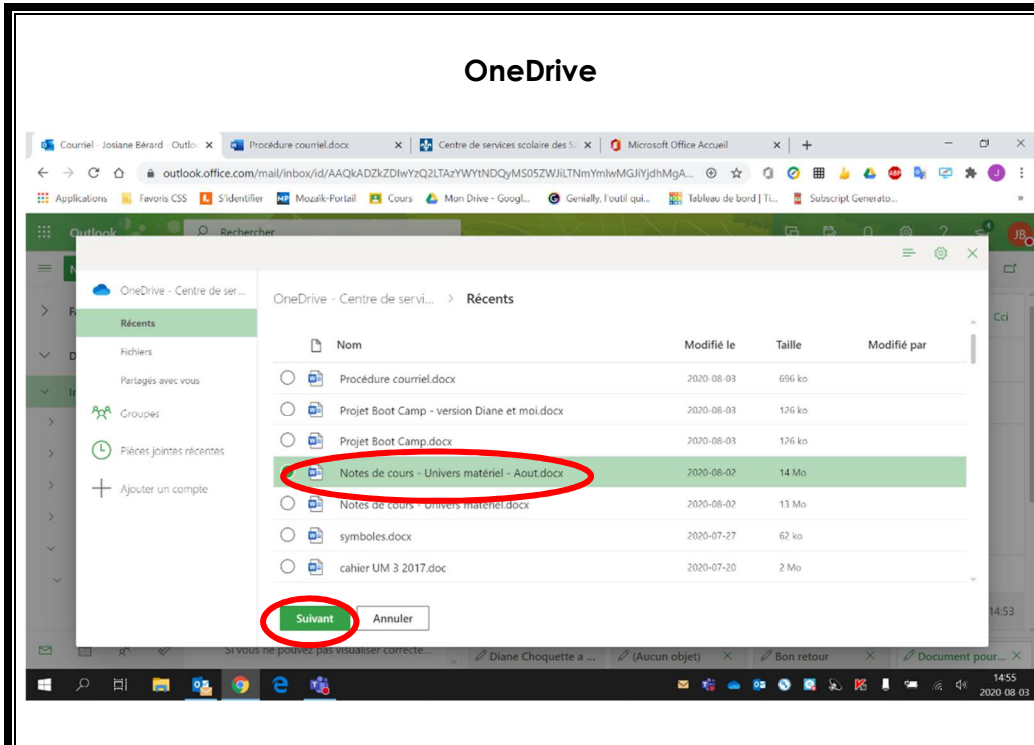 OneDrive
Courriel - Josiane Bérard - Outlo
Procédure courriel.docx
Centre de services scolaire des S
Microsoft Office Accueil
Applications
Favoris CSS
S'identifier
Mozaïk-Portail
Cours
Mon Drive - Googl...
Genially, l'outil qui...
Tableau de bord | Ti...
Subscript Generato...
Outlook
Rechercher
JB
OneDrive - Centre de ser...
Récents
Fichiers
Partagés avec vous
Groupes
Pièces jointes récentes
Ajouter un compte
OneDrive - Centre de servi... > Récents
Nom Modifié le Taille Modifié par
Procédure courriel.docx 2020-08-03 696 ko
Projet Boot Camp - version Diane et moi.docx 2020-08-03 126 ko
Projet Boot Camp.docx 2020-08-03 126 ko
Notes de cours - Univers matériel - Aout.docx 2020-08-02 14 Mo
Notes de cours - Univers matériel.docx 2020-08-02 13 Mo
symboles.docx 2020-07-27 62 ko
cahier UM 3 2017.doc 2020-07-20 2 Mo
Suivant Annuler
Cci
14:53
Si vous ne pouvez pas visualiser correcte...
Diane Choquette a ...
(Aucun objet)
Bon retour
Document pour...
14:55
2020-08-03